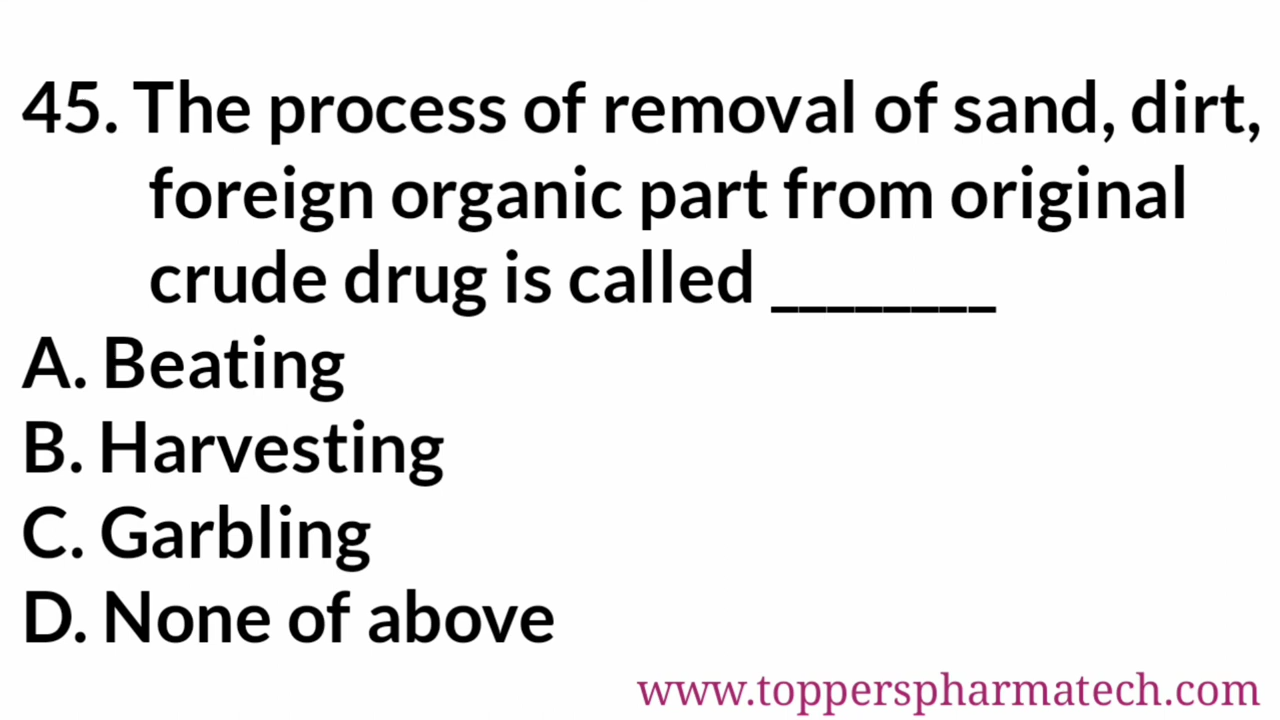 45. The process of removal of sand, dirt,
foreign organic part from original
crude drug is called ________
A. Beating
B. Harvesting
C. Garbling
D. None of above
www.topperspharmatech.com